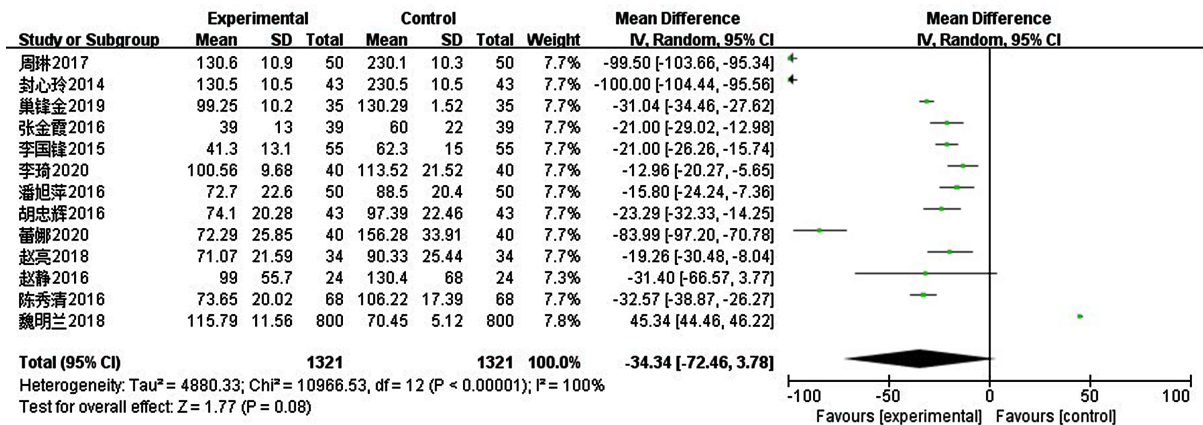 Experimental Control Mean Difference Mean Difference
Study or Subgroup Mean SD Total Mean SD Total Weight IV, Random, 95% CI IV, Random, 95% CI
周琳2017 130.6 10.9 50 230.1 10.3 50 7.7% -99.50 [-103.66, -95.34]
封心玲2014 130.5 10.5 43 230.5 10.5 43 7.7% -100.00 [-104.44, -95.56]
巢锋金2019 99.25 10.2 35 130.29 1.52 35 7.7% -31.04 [-34.46, -27.62]
张金霞2016 39 13 39 60 22 39 7.7% -21.00 [-29.02, -12.98]
李国锋2015 41.3 13.1 55 62.3 15 55 7.7% -21.00 [-26.26, -15.74]
李琦2020 100.56 9.68 40 113.52 21.52 40 7.7% -12.96 [-20.27, -5.65]
潘旭萍2016 72.7 22.6 50 88.5 20.4 50 7.7% -15.80 [-24.24, -7.36]
胡忠辉2016 74.1 20.28 43 97.39 22.46 43 7.7% -23.29 [-32.33, -14.25]
蕾娜2020 72.29 25.85 40 156.28 33.91 40 7.7% -83.99 [-97.20, -70.78]
赵亮2018 71.07 21.59 34 90.33 25.44 34 7.7% -19.26 [-30.48, -8.04]
赵静2016 99 55.7 24 130.4 68 24 7.3% -31.40 [-66.57, 3.77]
陈秀清2016 73.65 20.02 68 106.22 17.39 68 7.7% -32.57 [-38.87, -26.27]
魏明兰2018 115.79 11.56 800 70.45 5.12 800 7.8% 45.34 [44.46, 46.22]
Total (95% CI) 1321 1321 100.0% -34.34 [-72.46, 3.78]
Heterogeneity: Tau² = 4880.33; Chi² = 10966.53, df = 12 (P < 0.00001); I² = 100%
Test for overall effect: Z = 1.77 (P = 0.08)
-100 -50 0 50 100
Favours [experimental] Favours [control]